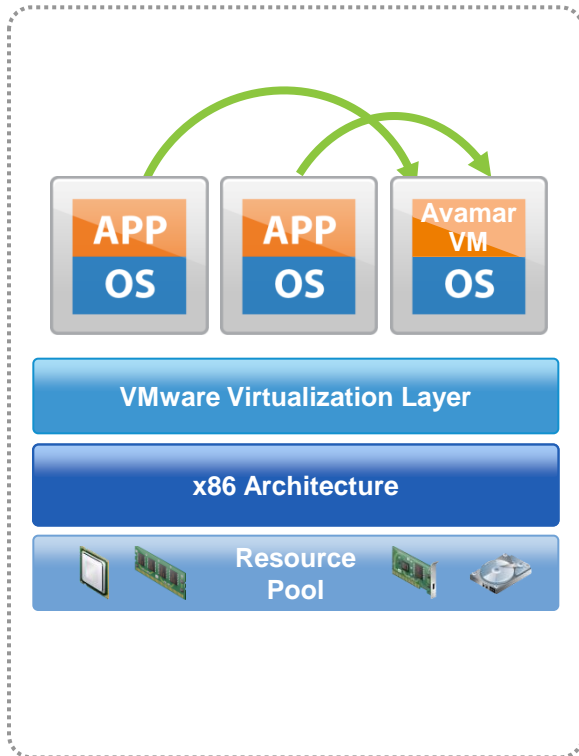 APP
OS
APP
OS
Avamar
VM
OS
VMware Virtualization Layer
x86 Architecture
Resource
Pool